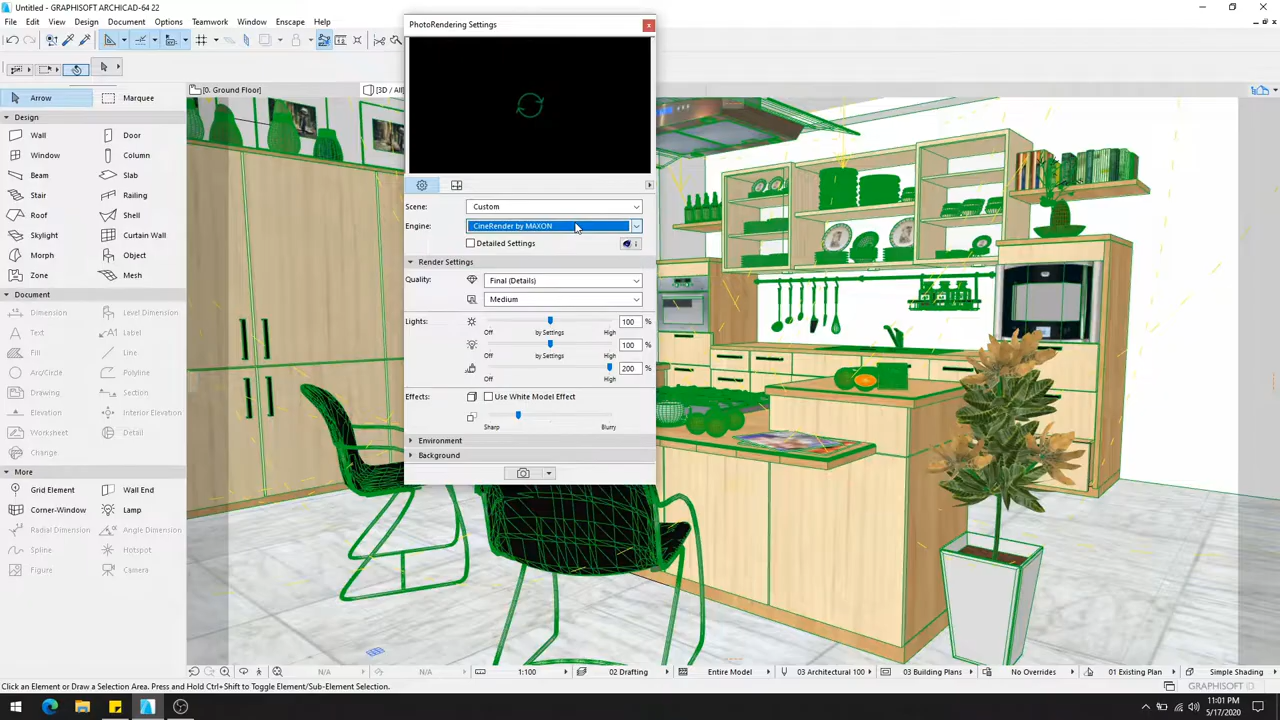 Untitled - GRAPHISOFT ARCHICAD-64 22
File Edit View Design Document Options Teamwork Window Enscape Help
[0. Ground Floor]
[3D / All]
Arrow Marquee
Design
Wall Door
Window Column
Beam Slab
Stair Railing
Roof Shell
Skylight Curtain Wall
Morph Object
Zone Mesh
Document
Dimension Level Dimension
Text Label
Fill Line
Arc/Circle Polyline
Drawing Section
Elevation Interior Elevation
Worksheet Detail
Change
More
Grid Element Wall End
Corner-Window Lamp
Radial Dimension Angle Dimension
Spline Hotspot
Figure Camera
PhotoRendering Settings
Scene: Custom
Engine: CineRender by MAXON
Detailed Settings
Render Settings
Quality: Final (Details)
Medium
Lights: 100 %
Off by Settings High
100 %
Off by Settings High
200 %
Off High
Effects: Use White Model Effect
Sharp Blurry
Environment
Background
N/A N/A 1:100 02 Drafting Entire Model 03 Architectural 100 03 Building Plans No Overrides 01 Existing Plan Simple Shading
Click an Element or Draw a Selection Area. Press and Hold Ctrl+Shift to Toggle Element/Sub-Element Selection.
GRAPHISOFT
11:01 PM
5/17/2020